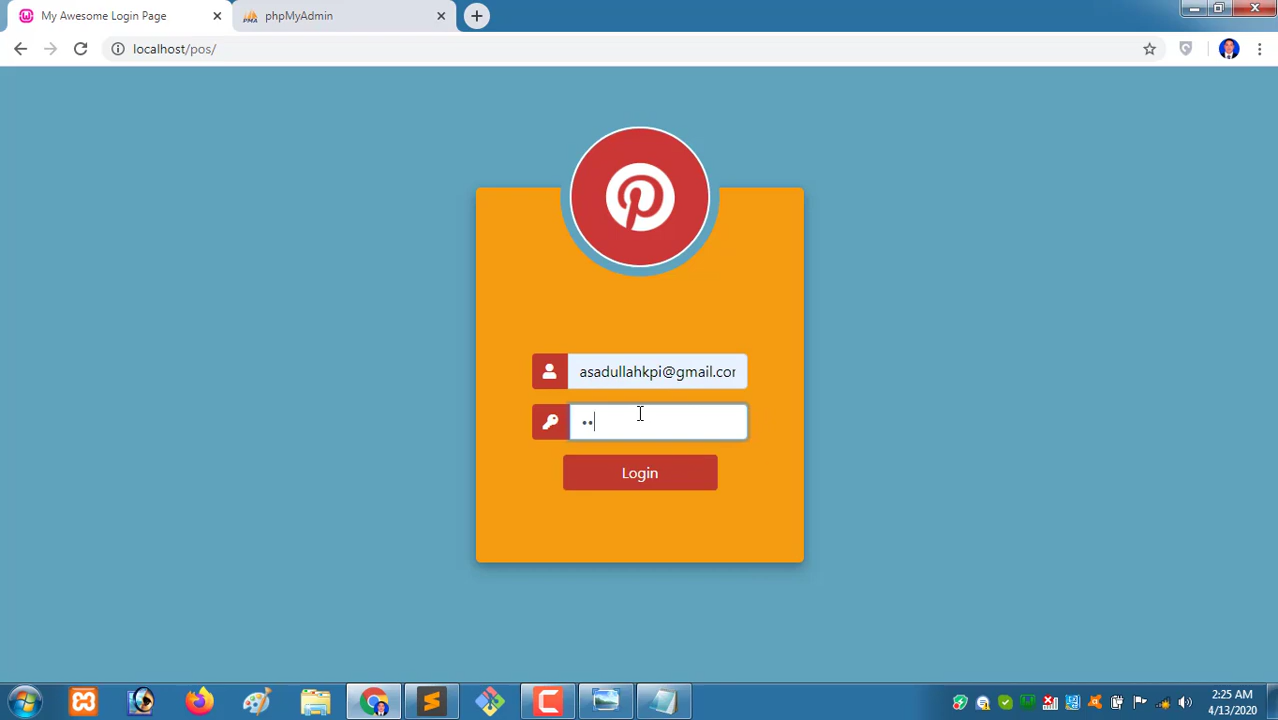 My Awesome Login Page
phpMyAdmin
localhost/pos/
asadullahkpi@gmail.cor
Login
2:25 AM
4/13/2020